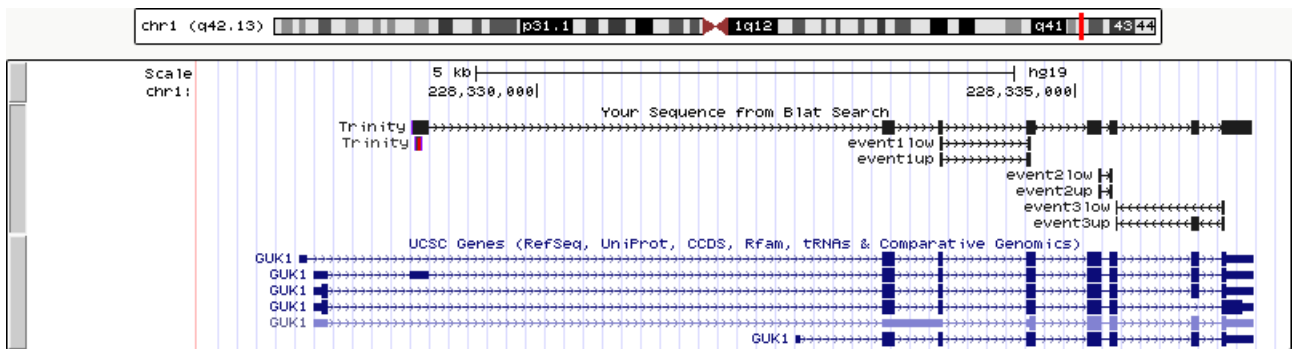 chr1 (q42.13) p31.1 1q12 q41 43 44
Scale 5 kb hg19
chr1: 228,330,000| 228,335,000|
Your Sequence from Blat Search
Trinity
Trinity
event1low
event1up
event2low
event2up
event3low
event3up
UCSC Genes (RefSeq, UniProt, CCDS, Rfam, tRNAs & Comparative Genomics)
GUK1
GUK1
GUK1
GUK1
GUK1
GUK1